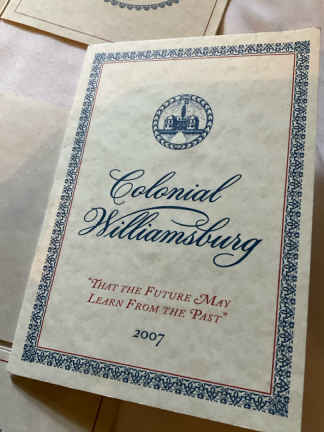 Colonial
Williamsburg
"That the Future May
Learn From the Past"
2007